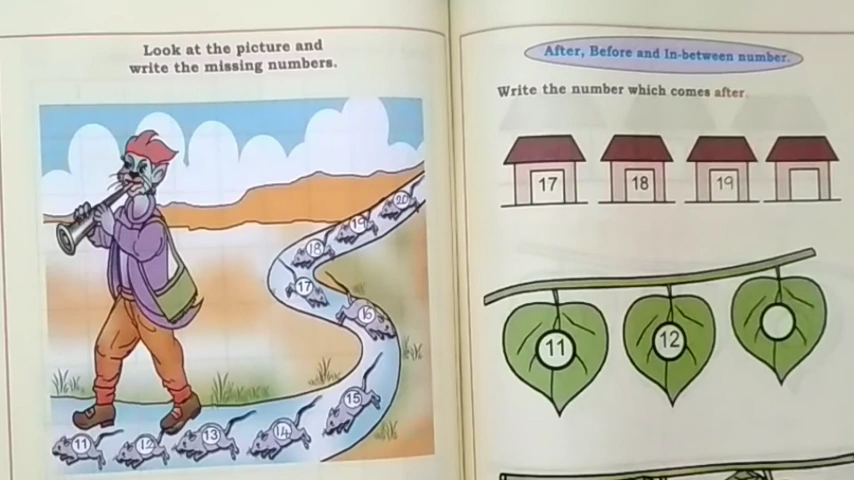 Look at the picture and
write the missing numbers.
20
19
18
17
16
15
11 12 13 14
After, Before and In-between number.
Write the number which comes after.
17 18 19
11 12